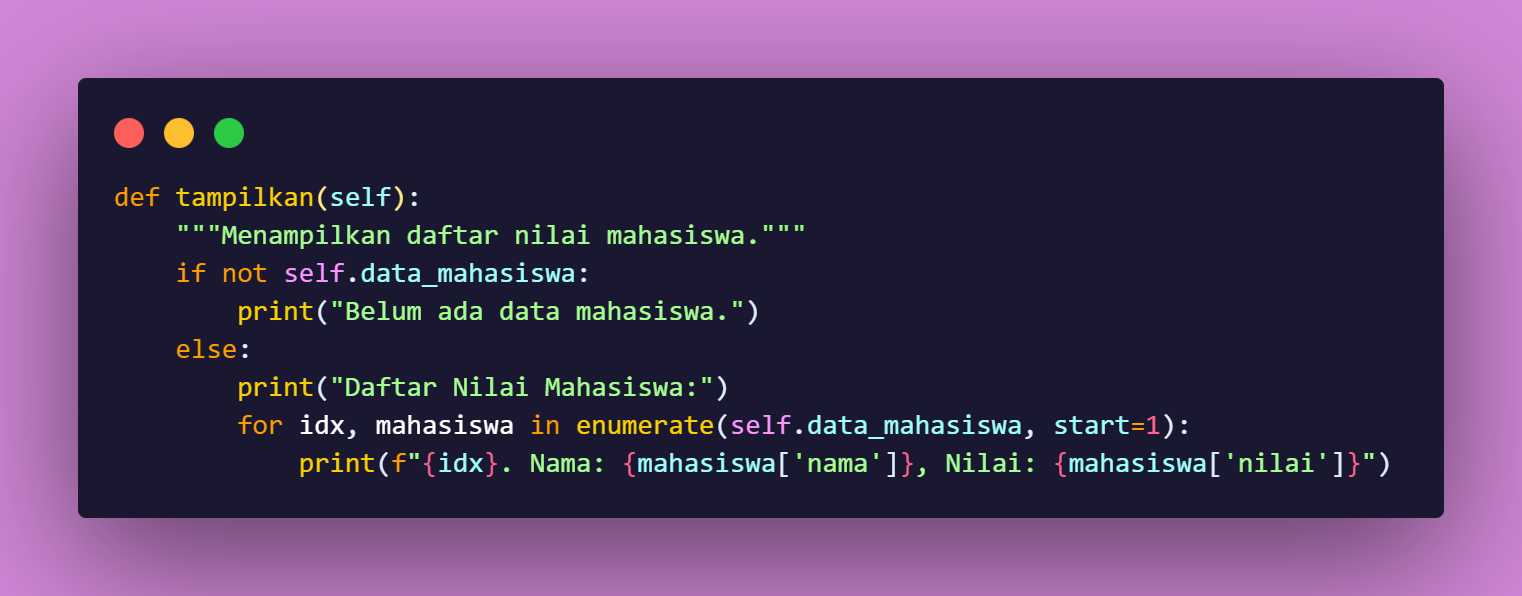 def tampilkan(self):
    """Menampilkan daftar nilai mahasiswa."""
    if not self.data_mahasiswa:
        print("Belum ada data mahasiswa.")
    else:
        print("Daftar Nilai Mahasiswa:")
        for idx, mahasiswa in enumerate(self.data_mahasiswa, start=1):
            print(f"{idx}. Nama: {mahasiswa['nama']}, Nilai: {mahasiswa['nilai']}")